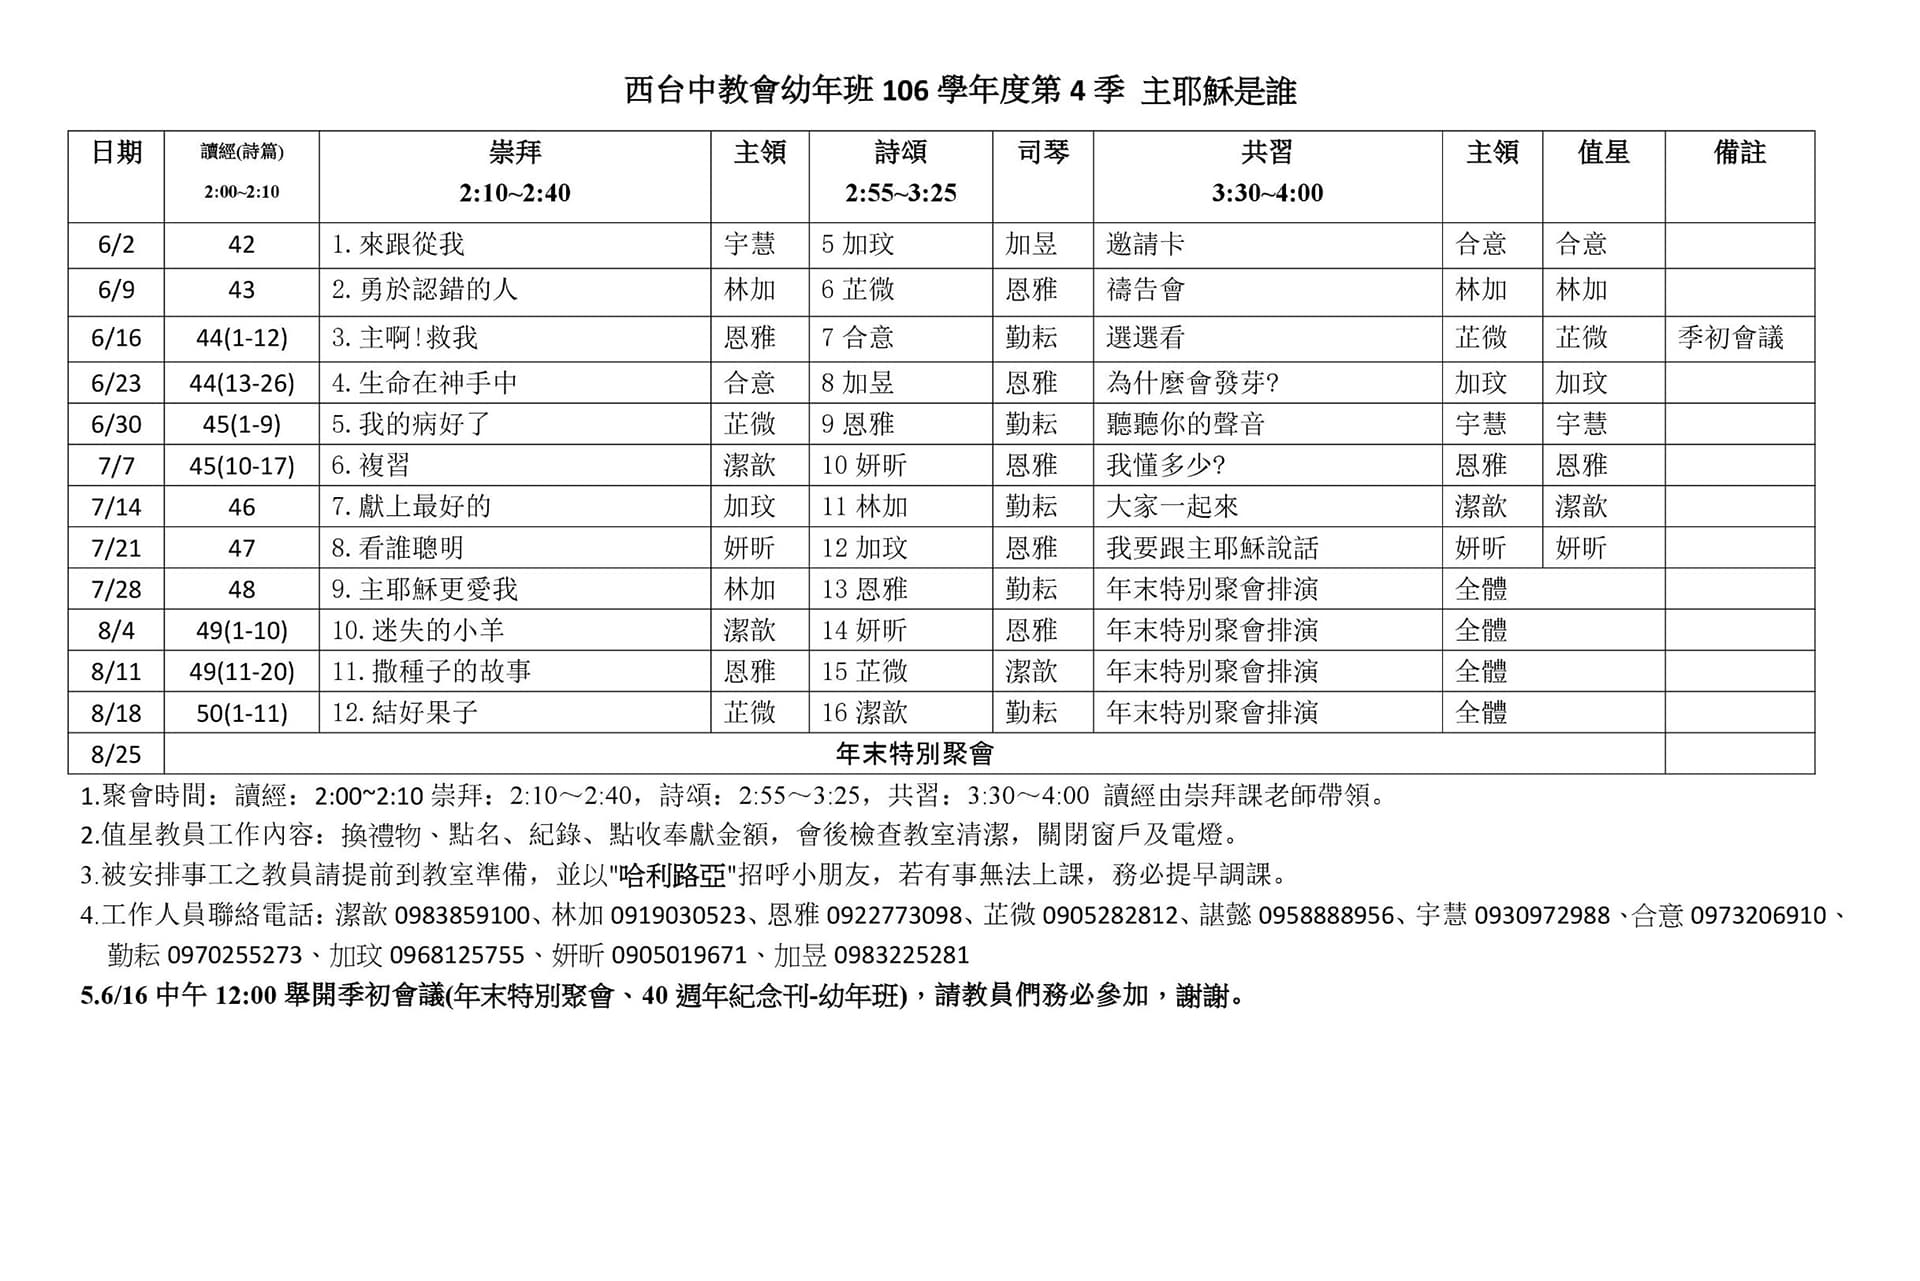 西台中教會幼年班 106 學年度第 4 季 主耶穌是誰
日期 讀經(詩篇) 崇拜 主領 詩頌 司琴 共習 主領 值星 備註
2:00~2:10 2:10~2:40 2:55~3:25 3:30~4:00
6/2 42 1.來跟從我 宇慧 5 加玟 加昱 邀請卡 合意 合意
6/9 43 2.勇於認錯的人 林加 6 芷微 恩雅 禱告會 林加 林加
6/16 44(1-12) 3.主啊!救我 恩雅 7 合意 勤耘 選選看 芷微 芷微 季初會議
6/23 44(13-26) 4.生命在神手中 合意 8 加昱 恩雅 為什麼會發芽? 加玟 加玟
6/30 45(1-9) 5.我的病好了 芷微 9 恩雅 勤耘 聽聽你的聲音 宇慧 宇慧
7/7 45(10-17) 6.複習 潔歆 10 妍昕 恩雅 我懂多少? 恩雅 恩雅
7/14 46 7.獻上最好的 加玟 11 林加 勤耘 大家一起來 潔歆 潔歆
7/21 47 8.看誰聰明 妍昕 12 加玟 恩雅 我要跟主耶穌說話 妍昕 妍昕
7/28 48 9.主耶穌更愛我 林加 13 恩雅 勤耘 年末特別聚會排演 全體
8/4 49(1-10) 10.迷失的小羊 潔歆 14 妍昕 恩雅 年末特別聚會排演 全體
8/11 49(11-20) 11.撒種子的故事 恩雅 15 芷微 潔歆 年末特別聚會排演 全體
8/18 50(1-11) 12.結好果子 芷微 16 潔歆 勤耘 年末特別聚會排演 全體
8/25 年末特別聚會
1.聚會時間：讀經：2:00~2:10 崇拜：2:10～2:40，詩頌：2:55～3:25，共習：3:30～4:00 讀經由崇拜課老師帶領。
2.值星教員工作內容：換禮物、點名、紀錄、點收奉獻金額，會後檢查教室清潔，關閉窗戶及電燈。
3.被安排事工之教員請提前到教室準備，並以"哈利路亞"招呼小朋友，若有事無法上課，務必提早調課。
4.工作人員聯絡電話：潔歆 0983859100、林加 0919030523、恩雅 0922773098、芷微 0905282812、諶懿 0958888956、宇慧 0930972988、合意 0973206910、
勤耘 0970255273、加玟 0968125755、妍昕 0905019671、加昱 0983225281
5.6/16 中午 12:00 舉開季初會議(年末特別聚會、40 週年紀念刊-幼年班)，請教員們務必參加，謝謝。